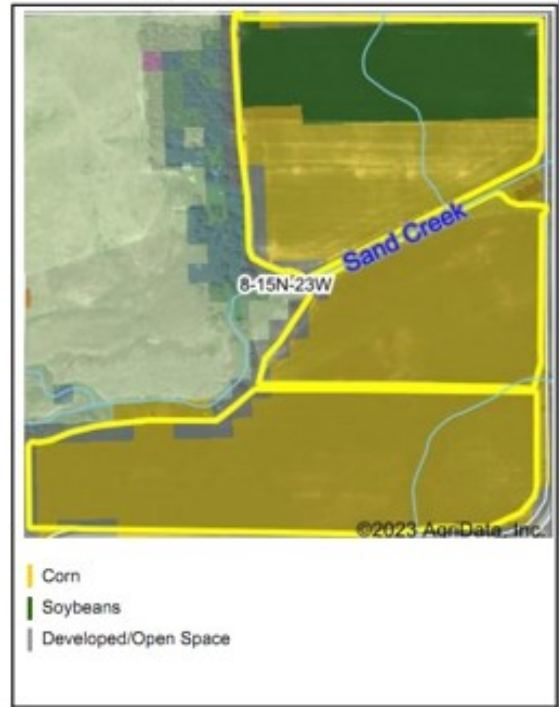 Sand Creek
8-15N-23W
©2023 AgriData, Inc.
Corn
Soybeans
Developed/Open Space